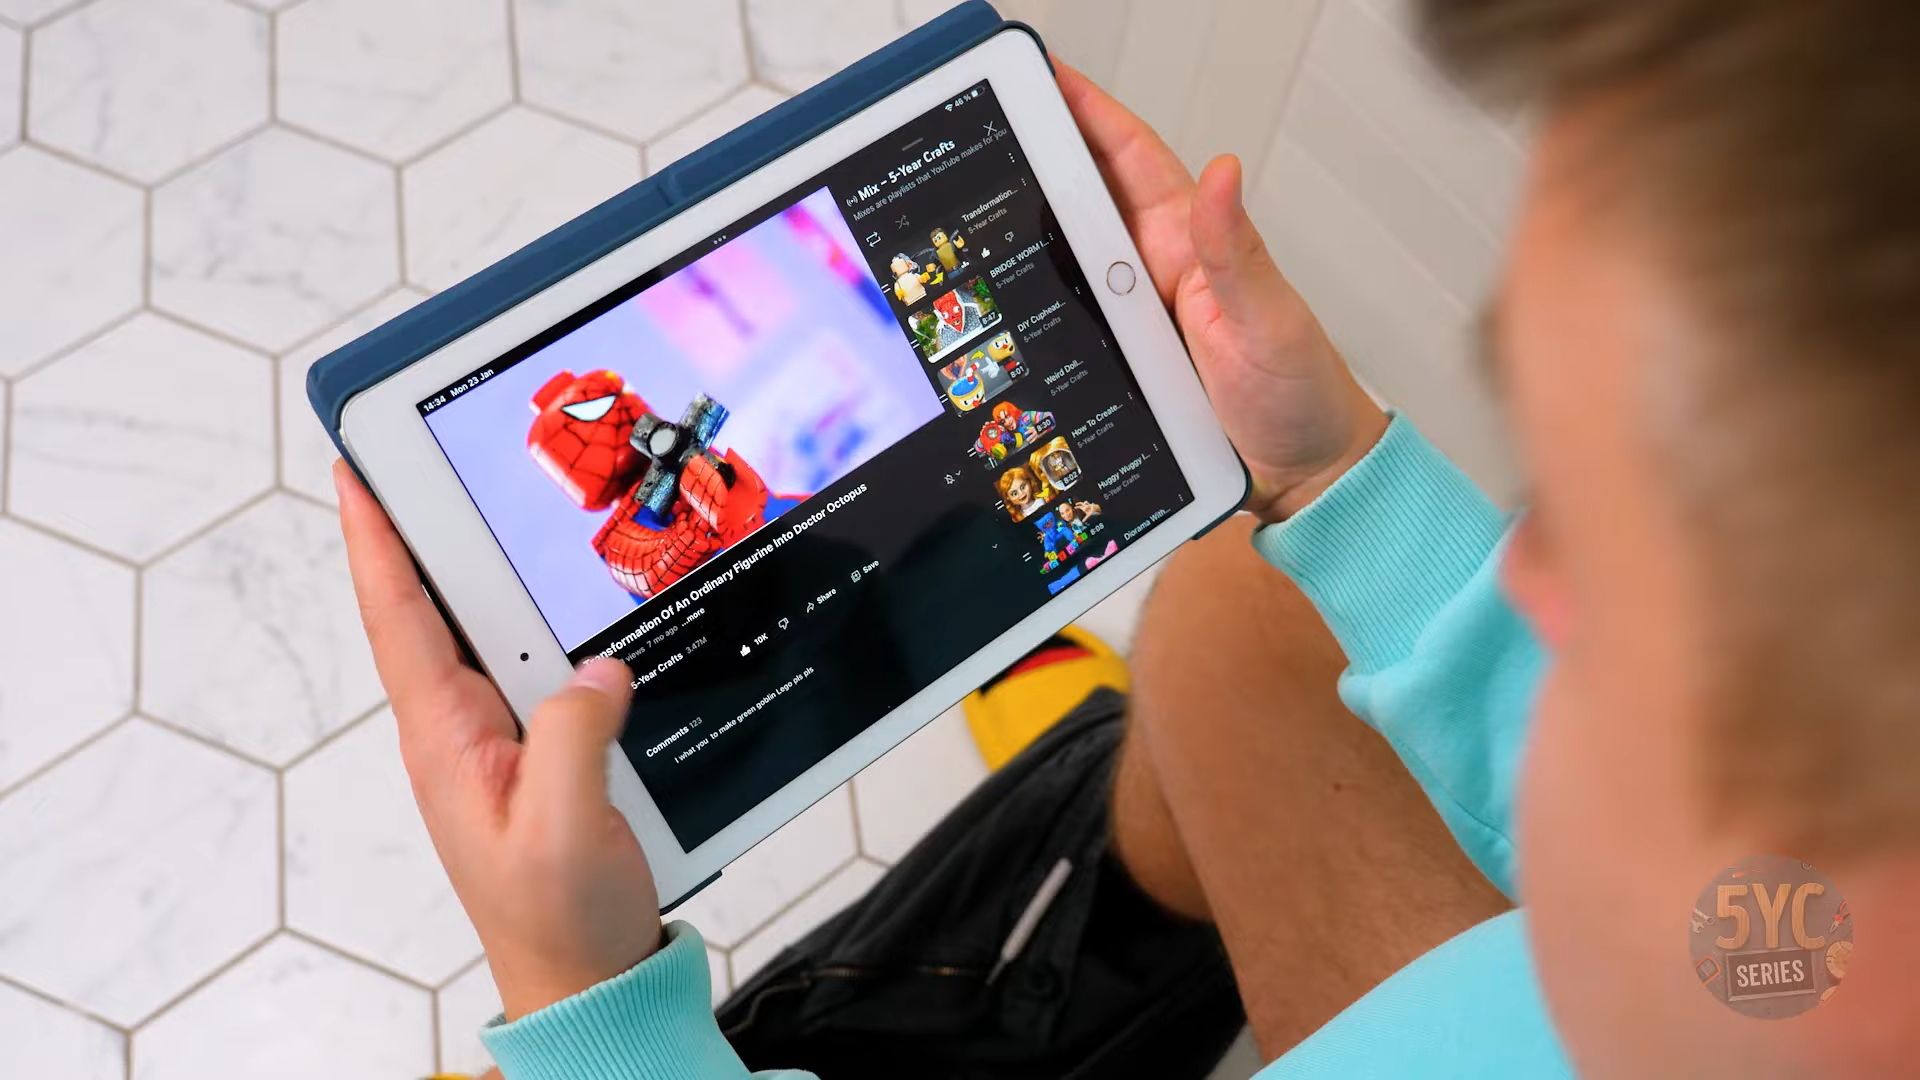 14:34 Mon 23 Jan
46 %
Mix – 5-Year Crafts
Mixes are playlists that YouTube makes for you
Transformation...
5-Year Crafts
BRIDGE WORM I...
5-Year Crafts
8:47
DIY Cuphead...
5-Year Crafts
8:01
Weird Doll...
5-Year Crafts
8:30
How To Create...
5-Year Crafts
8:02
Huggy Wuggy I...
5-Year Crafts
8:08
Diorama With...
Transformation Of An Ordinary Figurine Into Doctor Octopus
views 7 mo ago ...more
5-Year Crafts 3.47M
10K
Share
Save
Comments 123
I what you to make green goblin Lego pls pls
5YC
SERIES